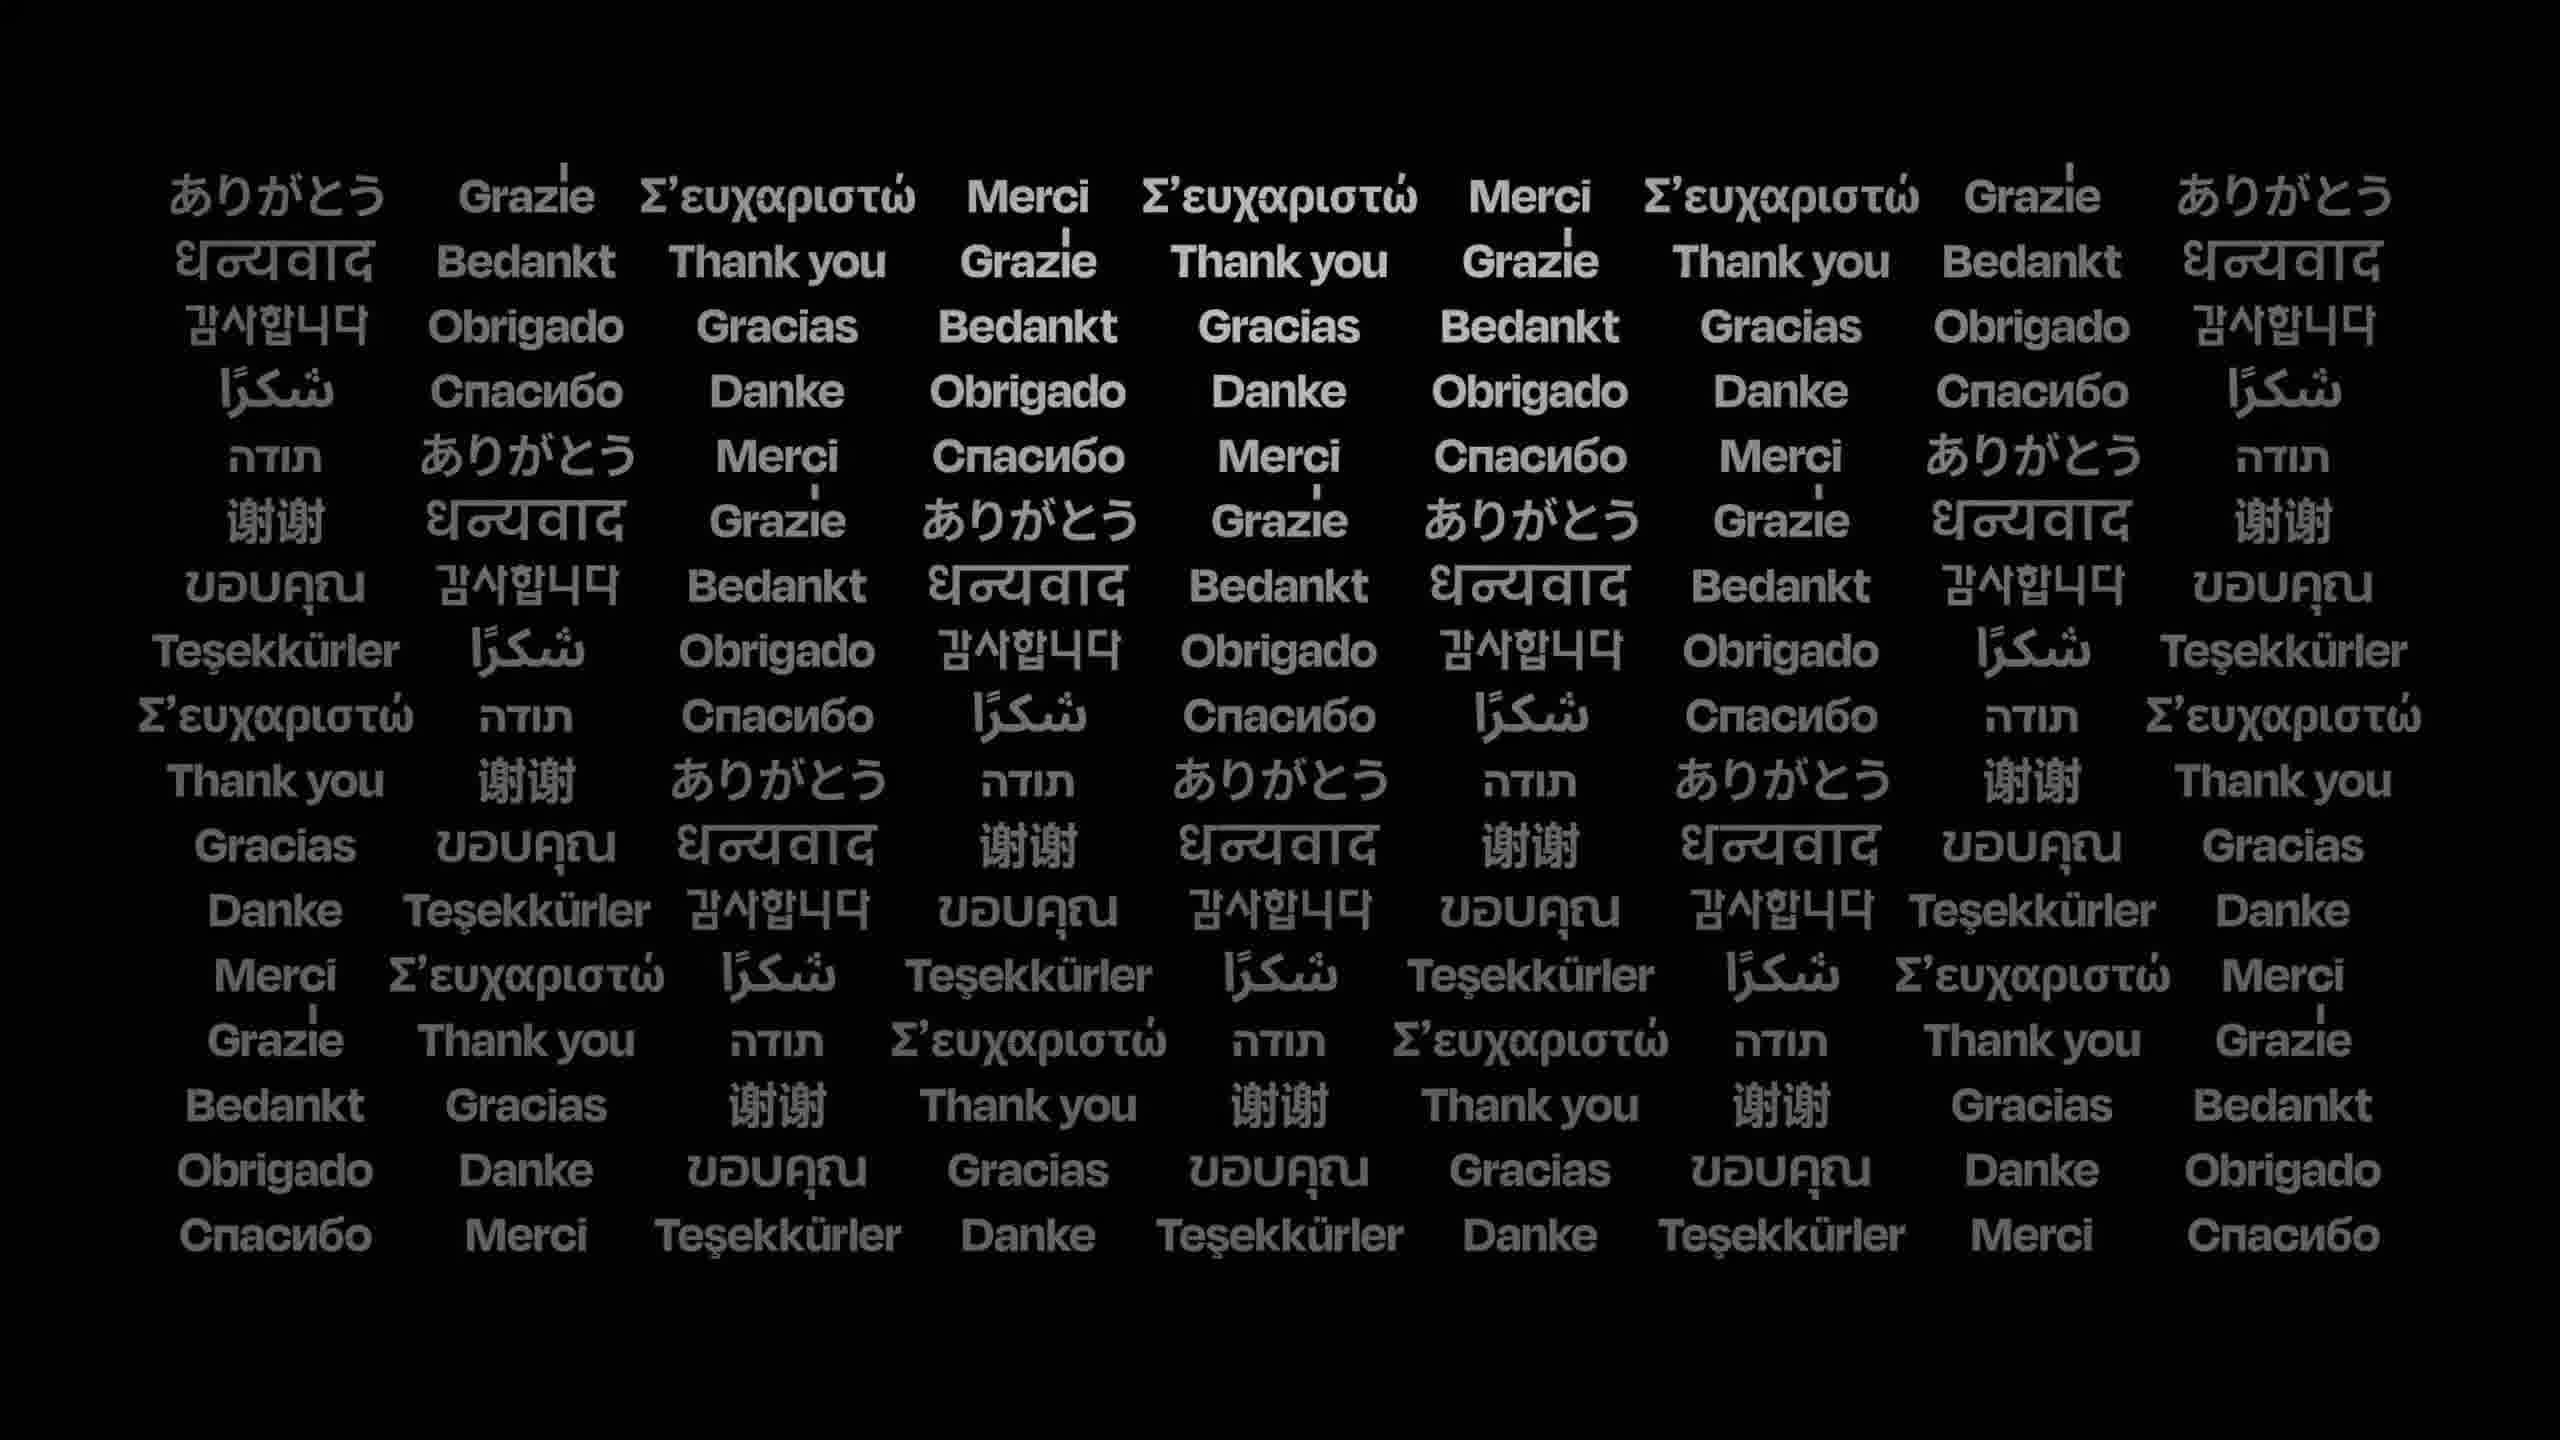 ありがとう Grazie Σ’ευχαριστώ Merci Σ’ευχαριστώ Merci Σ’ευχαριστώ Grazie ありがとう
धन्यवाद Bedankt Thank you Grazie Thank you Grazie Thank you Bedankt धन्यवाद
감사합니다 Obrigado Gracias Bedankt Gracias Bedankt Gracias Obrigado 감사합니다
شكرًا Спасибо Danke Obrigado Danke Obrigado Danke Спасибо شكرًا
תודה ありがとう Merci Спасибо Merci Спасибо Merci ありがとう תודה
谢谢 धन्यवाद Grazie ありがとう Grazie ありがとう Grazie धन्यवाद 谢谢
ขอบคุณ 감사합니다 Bedankt धन्यवाद Bedankt धन्यवाद Bedankt 감사합니다 ขอบคุณ
Teşekkürler شكرًا Obrigado 감사합니다 Obrigado 감사합니다 Obrigado شكرًا Teşekkürler
Σ’ευχαριστώ תודה Спасибо شكرًا Спасибо شكرًا Спасибо תודה Σ’ευχαριστώ
Thank you 谢谢 ありがとう תודה ありがとう תודה ありがとう 谢谢 Thank you
Gracias ขอบคุณ धन्यवाद 谢谢 धन्यवाद 谢谢 धन्यवाद ขอบคุณ Gracias
Danke Teşekkürler 감사합니다 ขอบคุณ 감사합니다 ขอบคุณ 감사합니다 Teşekkürler Danke
Merci Σ’ευχαριστώ شكرًا Teşekkürler شكرًا Teşekkürler شكرًا Σ’ευχαριστώ Merci
Grazie Thank you תודה Σ’ευχαριστώ תודה Σ’ευχαριστώ תודה Thank you Grazie
Bedankt Gracias 谢谢 Thank you 谢谢 Thank you 谢谢 Gracias Bedankt
Obrigado Danke ขอบคุณ Gracias ขอบคุณ Gracias ขอบคุณ Danke Obrigado
Спасибо Merci Teşekkürler Danke Teşekkürler Danke Teşekkürler Merci Спасибо